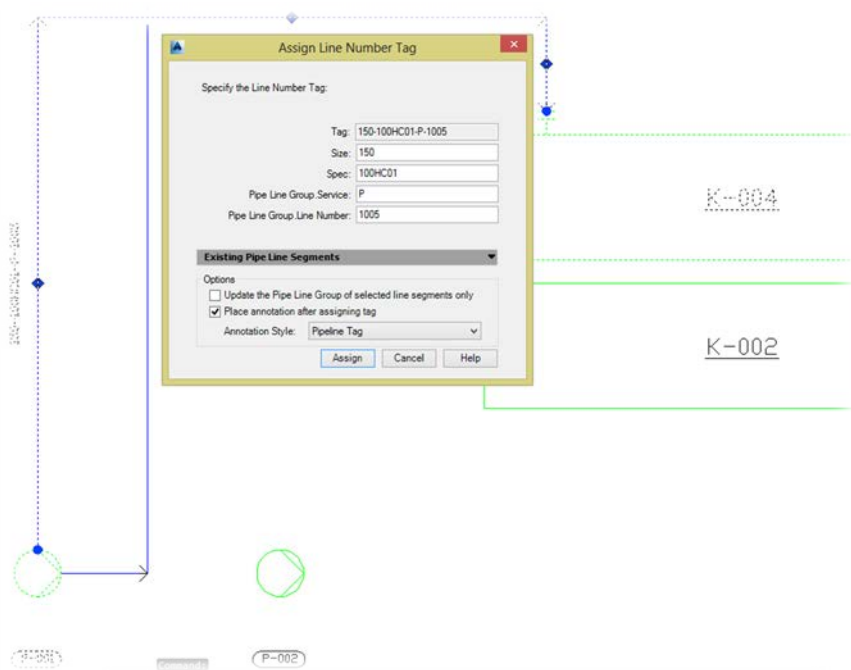 Assign Line Number Tag
Specify the Line Number Tag:
Tag: 150-100HC01-P-1005
Size: 150
Spec: 100HC01
Pipe Line Group.Service: P
Pipe Line Group.Line Number: 1005
Existing Pipe Line Segments
Options
Update the Pipe Line Group of selected line segments only
Place annotation after assigning tag
Annotation Style: Pipeline Tag
Assign Cancel Help
K-004
K-002
P-002